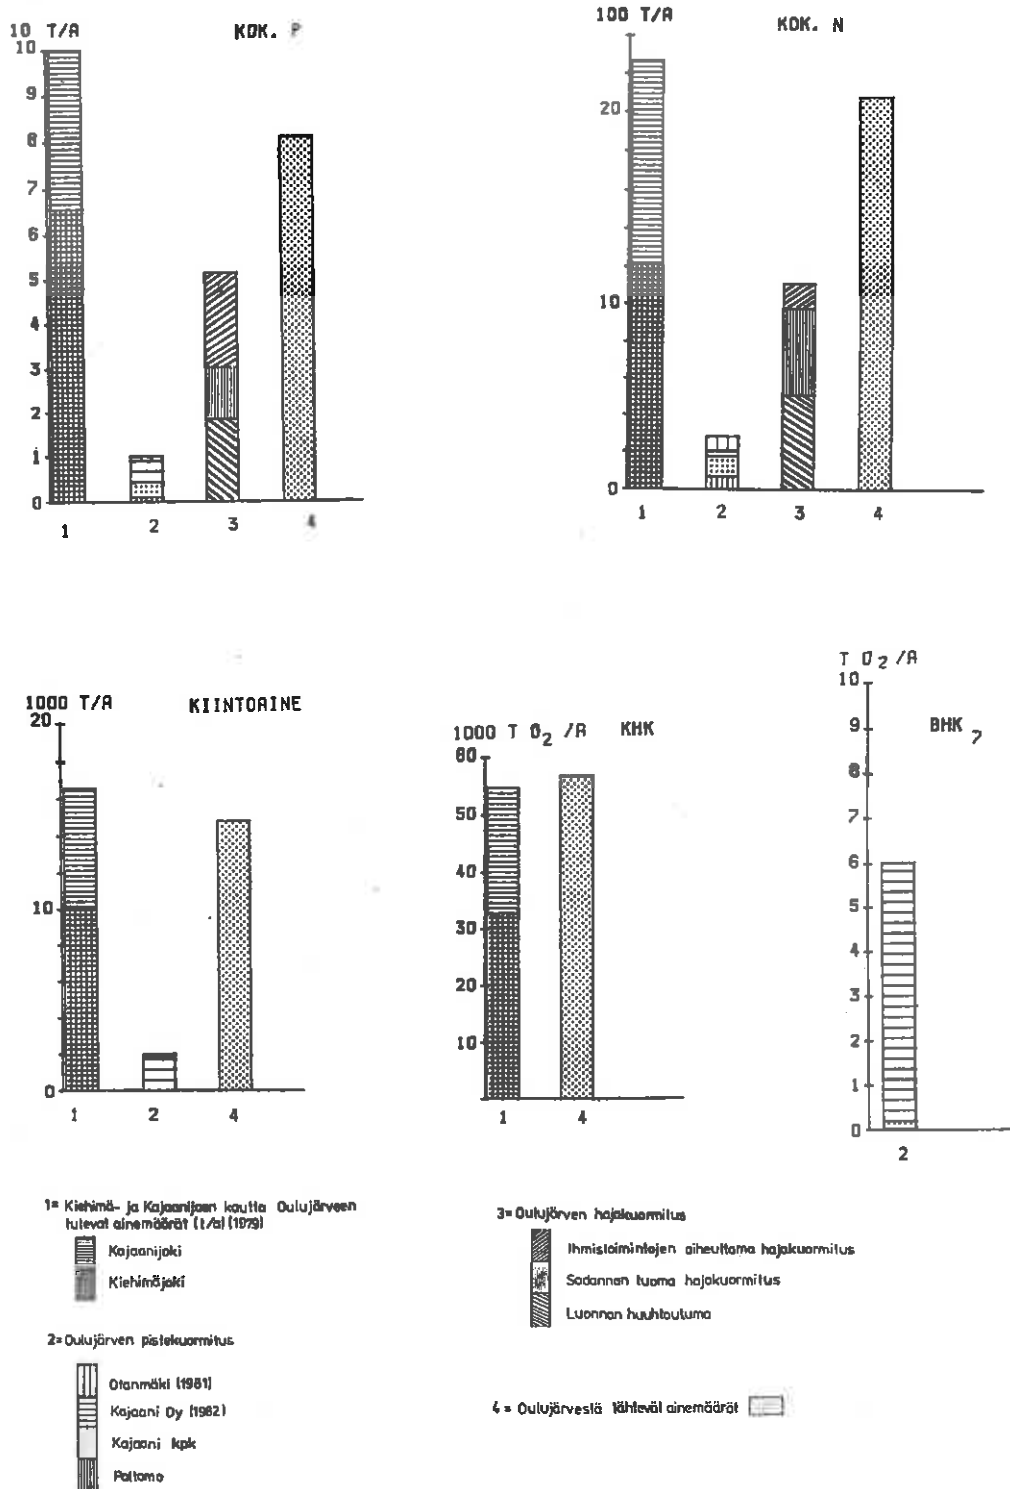 10 T/A KOK. P
10
9
8
7
6
5
4
3
2
1
0
1 2 3 4
100 T/A KOK. N
20
10
0
1 2 3 4
1000 T/A KIINTOAINE
20
10
0
1 2 4
1000 T O2 /A KHK
60
50
40
30
20
10
1 4
T O2 /A BHK 7
10
9
8
7
6
5
4
3
2
1
0
2
1= Kiehimä- ja Kajaanijoen kautta Oulujärveen
tulevat ainemäärät (t/a) (1979)
Kajaanijoki
Kiehimäjoki
2= Oulujärven pistekuormitus
Otanmäki (1981)
Kajaani Oy (1982)
Kajaani kpk
Paltamo
3= Oulujärven hajakuormitus
Ihmistoimintojen aiheuttama hajakuormitus
Sadannan tuoma hajakuormitus
Luonnon huuhtoutuma
4 = Oulujärvestä lähtevät ainemäärät